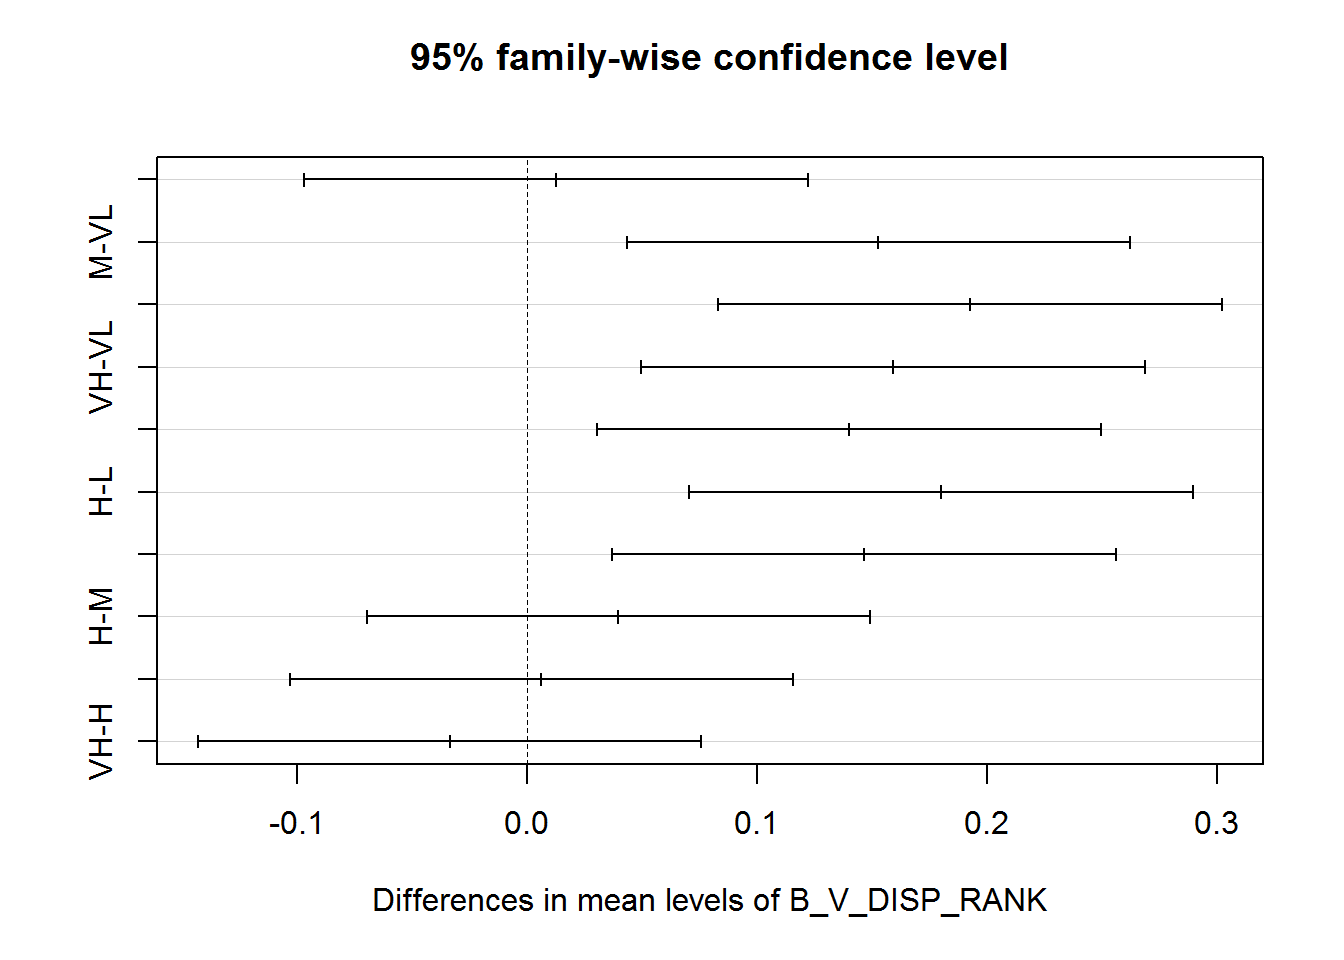 95% family-wise confidence level
M-VL
VH-VL
H-L
H-M
VH-H
-0.1 0.0 0.1 0.2 0.3
Differences in mean levels of B_V_DISP_RANK